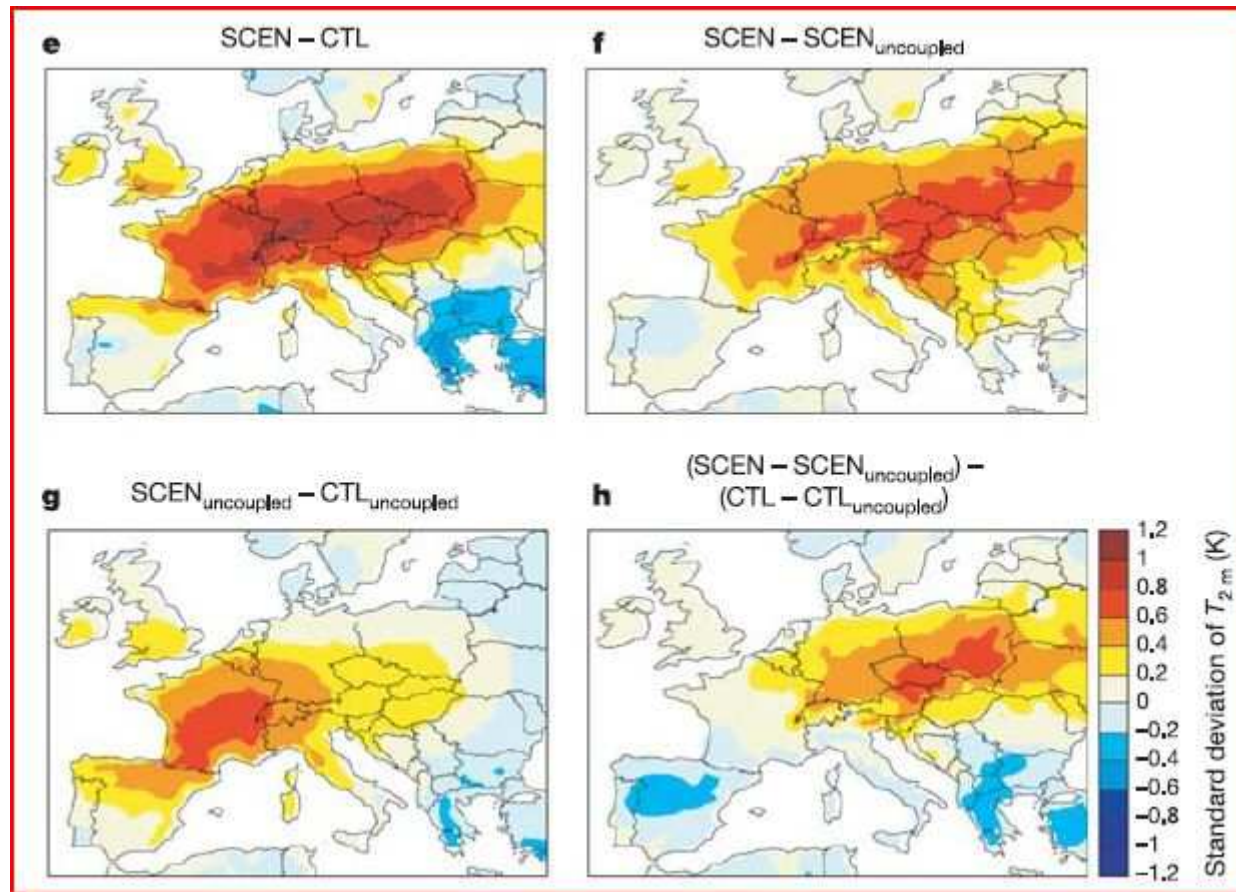 e SCEN – CTL
f SCEN – SCENuncoupled
g SCENuncoupled – CTLuncoupled
h (SCEN – SCENuncoupled) –
(CTL – CTLuncoupled)
1.2
1
0.8
0.6
0.4
0.2
0
−0.2
−0.4
−0.6
−0.8
−1
−1.2
Standard deviation of T2 m (K)